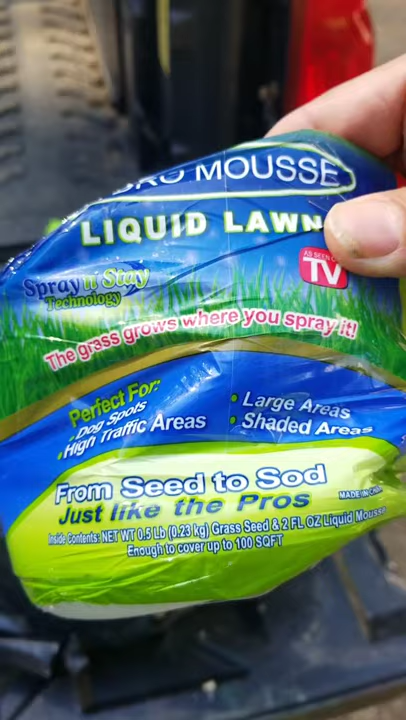 MOUSSE
LIQUID LAWN
AS SEEN ON
TV
Spray n Stay
Technology
The grass grows where you spray it!
Perfect For:
• Dog Spots
• High Traffic Areas
• Large Areas
• Shaded Areas
From Seed to Sod
Just like the Pros
MADE IN CHINA
Inside Contents: NET WT 0.5 Lb (0.23 kg) Grass Seed & 2 FL OZ Liquid Mousse
Enough to cover up to 100 SQFT